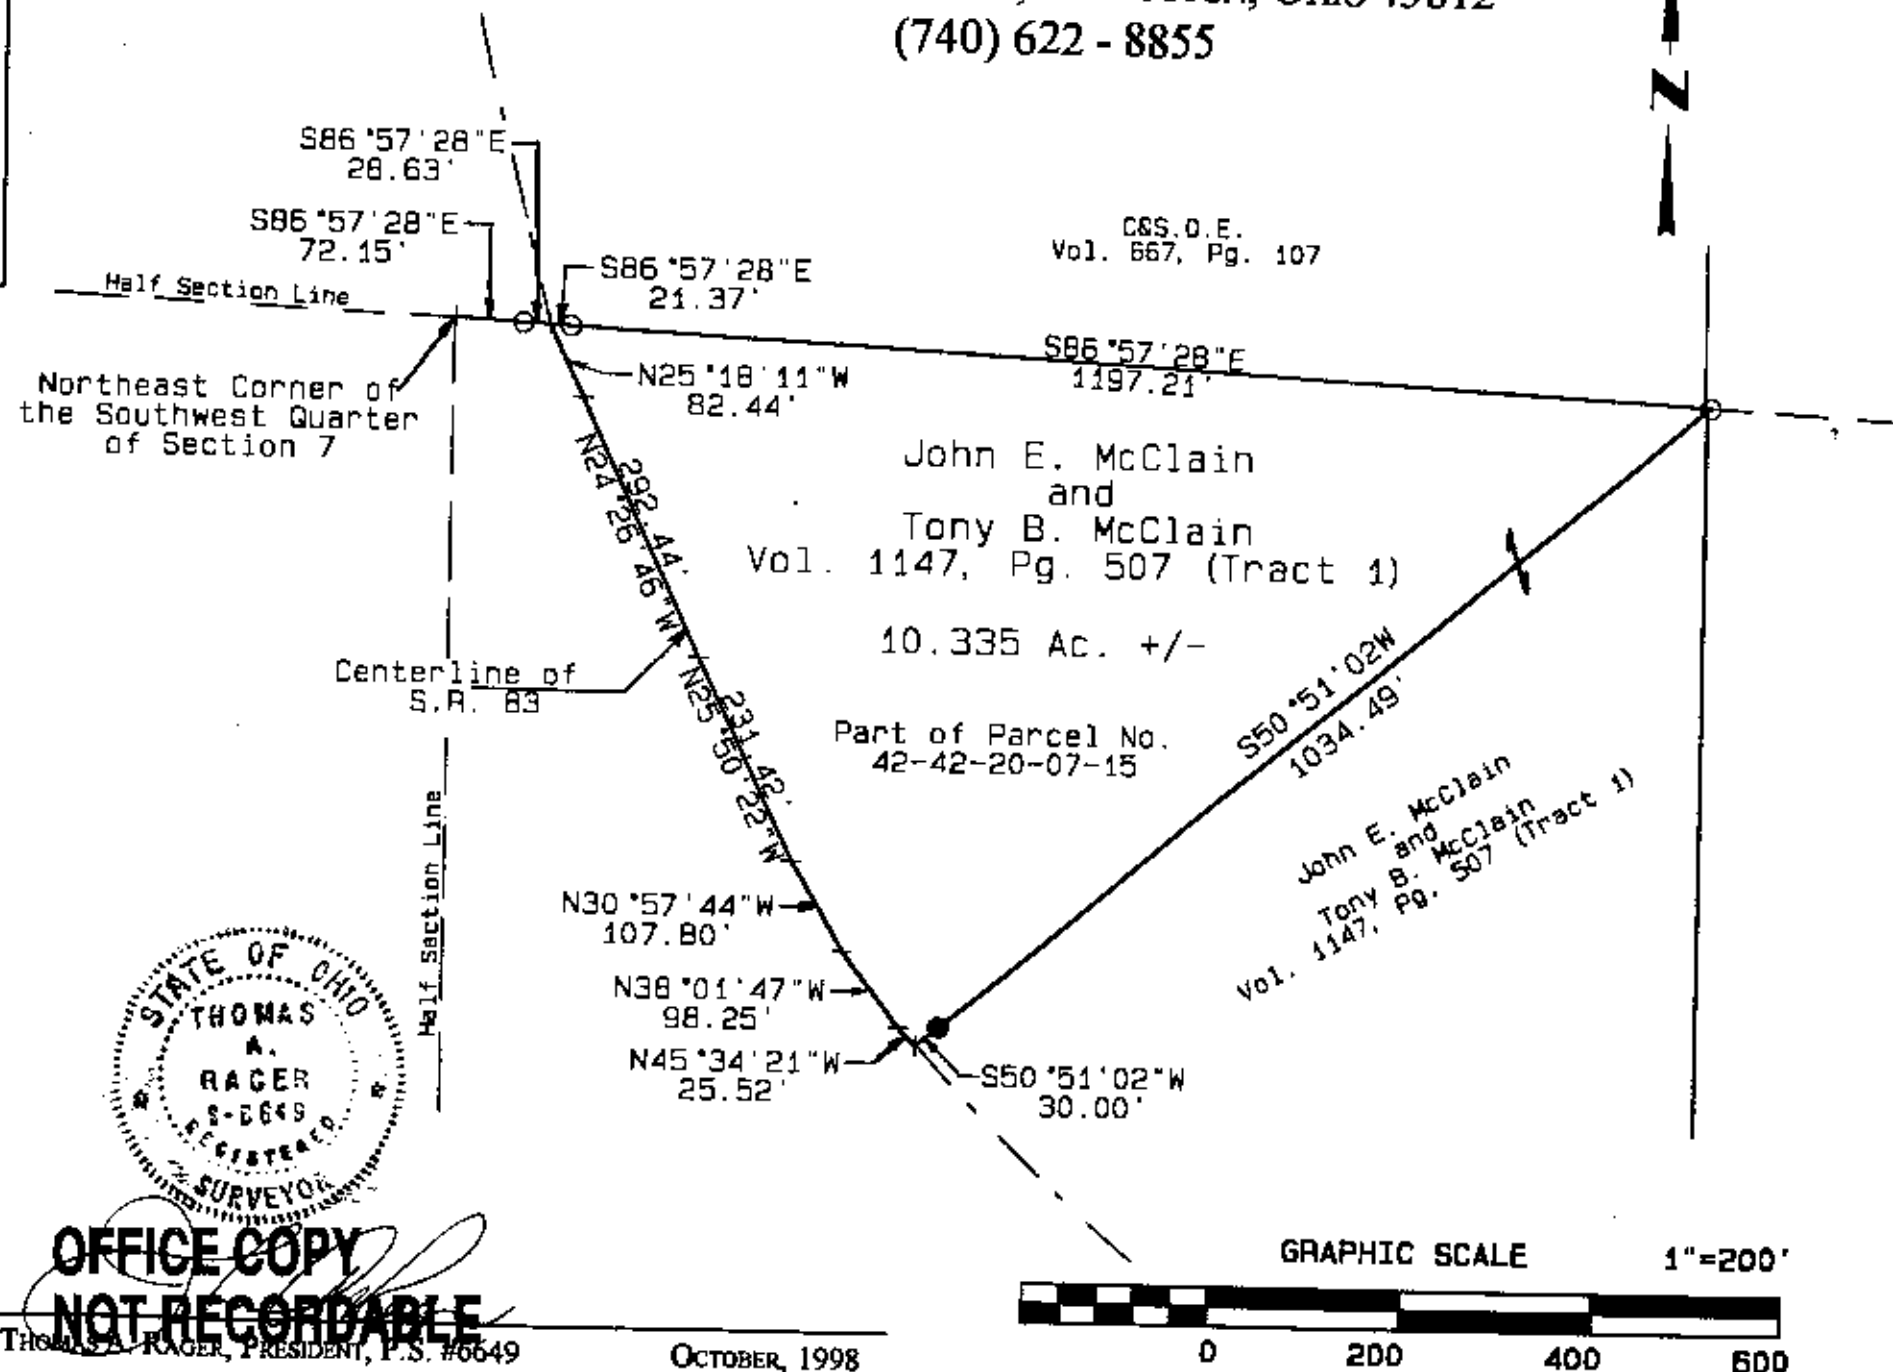 OHIO 43812
(740) 622 - 8855
N
S86°57'28"E
28.63'
S86°57'28"E
72.15'
Half Section Line
S86°57'28"E
21.37'
C&S.O.E.
Vol. 667, Pg. 107
S86°57'28"E
1197.21'
N25°18'11"W
82.44'
Northeast Corner of
the Southwest Quarter
of Section 7
292.44'
N24°26'46"W
John E. McClain
and
Tony B. McClain
Vol. 1147, Pg. 507 (Tract 1)
10.335 Ac. +/-
Centerline of
S.R. 83
231.42'
N25°50'22"W
Part of Parcel No.
42-42-20-07-15
S50°51'02W
1034.49'
John E. McClain
and
Tony B. McClain
Vol. 1147, Pg. 507 (Tract 1)
Half Section Line
N30°57'44"W
107.80'
N38°01'47"W
98.25'
N45°34'21"W
25.52'
S50°51'02"W
30.00'
STATE OF OHIO
THOMAS
A.
RAGER
S-6649
REGISTERED
SURVEYOR
OFFICE COPY
NOT RECORDABLE
THOMAS A. RAGER, PRESIDENT, P.S. #6649
OCTOBER, 1998
GRAPHIC SCALE 1"=200'
0 200 400 600